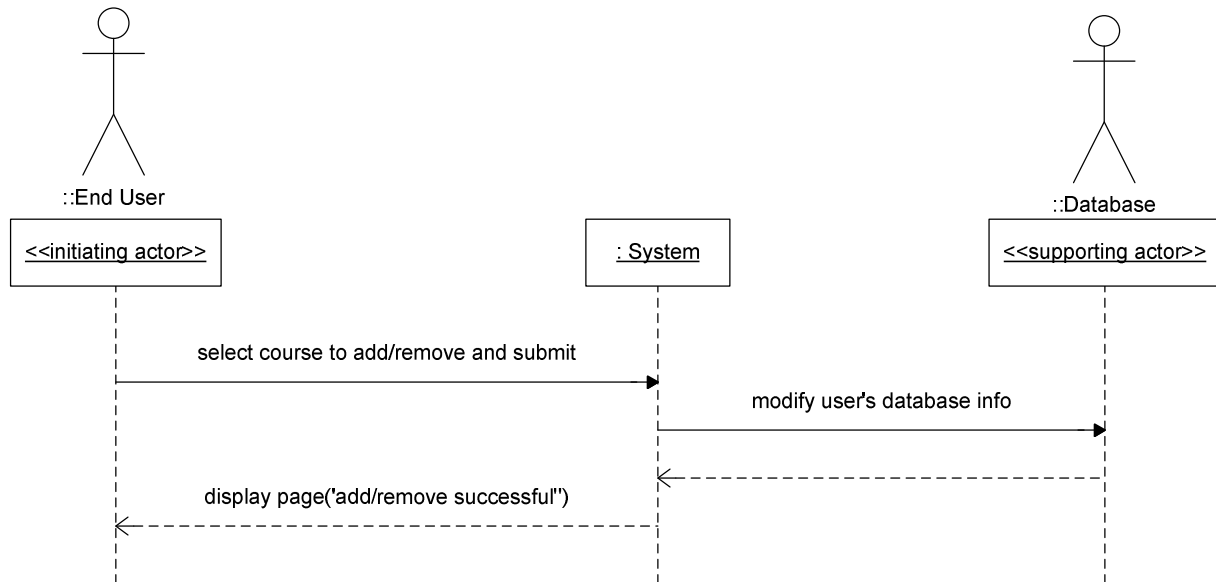 ::End User
::Database
<<initiating actor>>
: System
<<supporting actor>>
select course to add/remove and submit
modify user's database info
display page("add/remove successful")